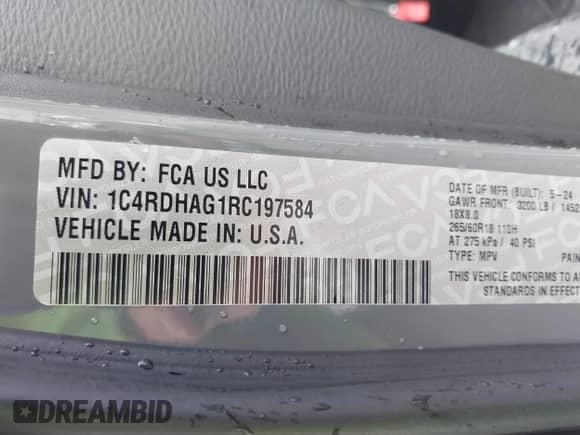 MFD BY: FCA US LLC
VIN: 1C4RDHAG1RC197584
VEHICLE MADE IN: U.S.A.
DATE OF MFR (BUILT): 5-24
GAWR FRONT: 3200 LB / 1452
18X8.0
265/60R18 110H
AT 275 kPa / 40 PSI
TYPE: MPV
THIS VEHICLE CONFORMS TO
STANDARDS IN EFFECT
DREAMBID